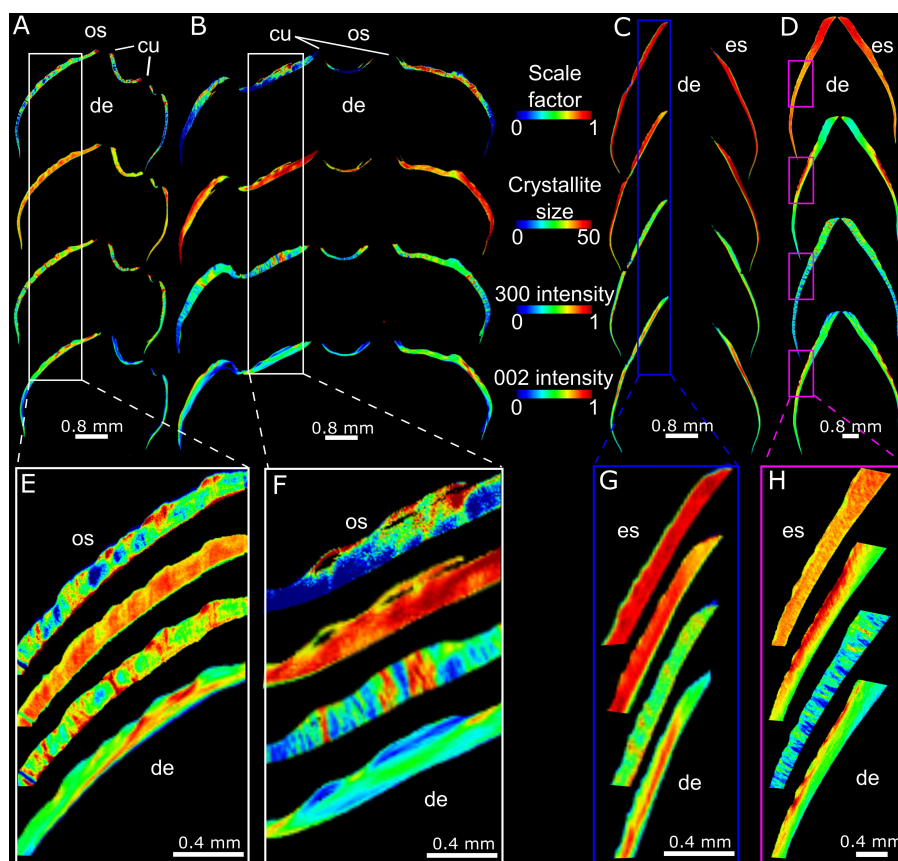 A
os
cu
B
cu
os
C
es
D
es
de
de
de
de
Scale
factor
0 1
Crystallite
size
0 50
300 intensity
0 1
002 intensity
0 1
0.8 mm
0.8 mm
0.8 mm
0.8 mm
E
os
de
0.4 mm
F
os
de
0.4 mm
G
es
de
0.4 mm
H
es
de
0.4 mm